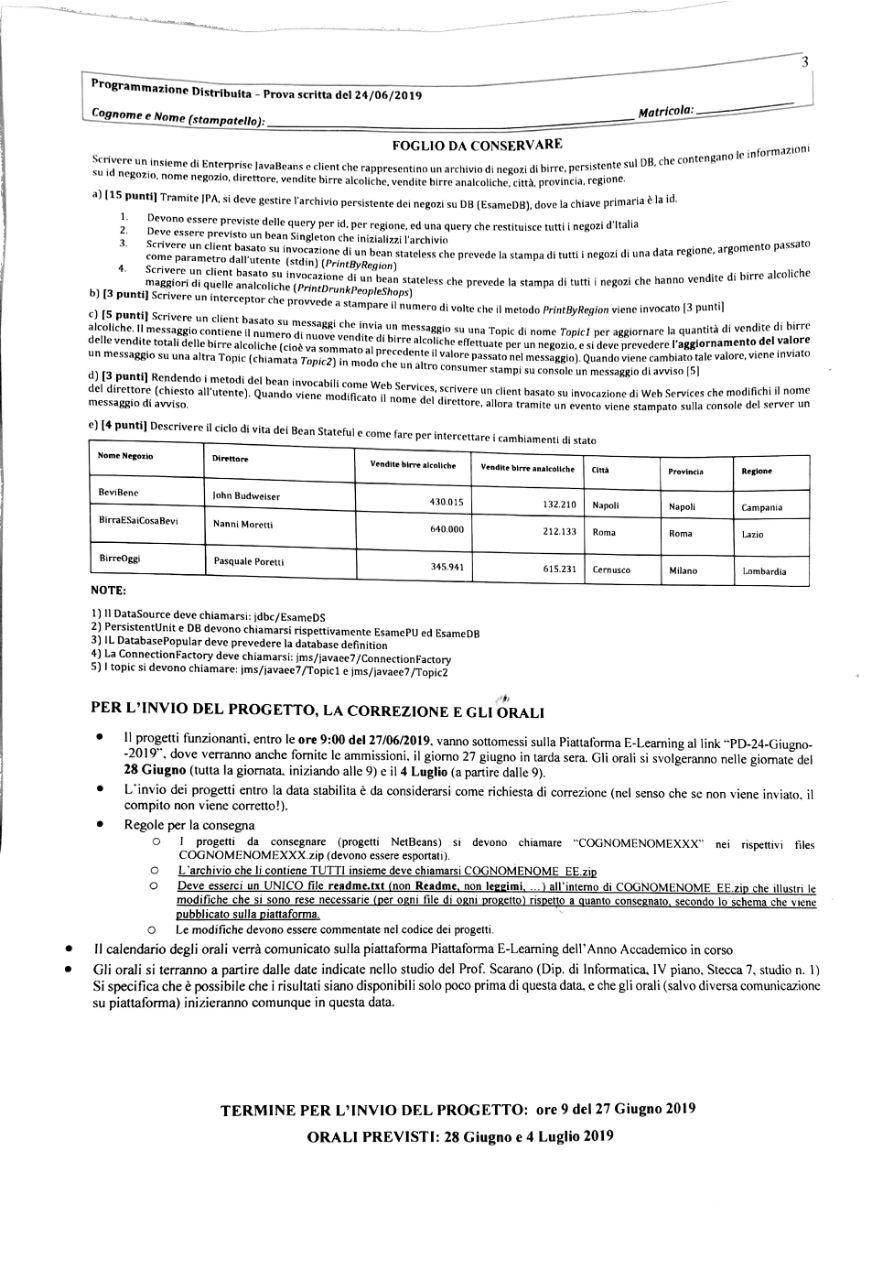 3
Programmazione Distribuita – Prova scritta del 24/06/2019
Cognome e Nome (stampatello): ______________ Matricola: ______________
FOGLIO DA CONSERVARE
Scrivere un insieme di Enterprise JavaBeans e client che rappresentino un archivio di negozi di birre, persistente sul DB, che contengano le informazioni
su id negozio, nome negozio, direttore, vendite birre alcoliche, vendite birre analcoliche, città, provincia, regione.
a) [15 punti] Tramite JPA, si deve gestire l'archivio persistente dei negozi su DB (EsameDB), dove la chiave primaria è la id.
1. Devono essere previste delle query per id, per regione, ed una query che restituisce tutti i negozi d'Italia
2. Deve essere previsto un bean Singleton che inizializzi l'archivio
3. Scrivere un client basato su invocazione di un bean stateless che prevede la stampa di tutti i negozi di una data regione, argomento passato
come parametro dall'utente (stdin) (PrintByRegion)
4. Scrivere un client basato su invocazione di un bean stateless che prevede la stampa di tutti i negozi che hanno vendite di birre alcoliche
maggiori di quelle analcoliche (PrintDrunkPeopleShops)
b) [3 punti] Scrivere un interceptor che provvede a stampare il numero di volte che il metodo PrintByRegion viene invocato [3 punti]
c) [5 punti] Scrivere un client basato su messaggi che invia un messaggio su una Topic di nome Topic1 per aggiornare la quantità di vendite di birre
alcoliche. Il messaggio contiene il numero di nuove vendite di birre alcoliche effettuate per un negozio, e si deve prevedere l'aggiornamento del valore
delle vendite totali delle birre alcoliche (cioè va sommato al precedente il valore passato nel messaggio). Quando viene cambiato tale valore, viene inviato
un messaggio su una altra Topic (chiamata Topic2) in modo che un altro consumer stampi su console un messaggio di avviso [5]
d) [3 punti] Rendendo i metodi del bean invocabili come Web Services, scrivere un client basato su invocazione di Web Services che modifichi il nome
del direttore (chiesto all'utente). Quando viene modificato il nome del direttore, allora tramite un evento viene stampato sulla console del server un
messaggio di avviso.
e) [4 punti] Descrivere il ciclo di vita dei Bean Stateful e come fare per intercettare i cambiamenti di stato
Nome Negozio Direttore Vendite birre alcoliche Vendite birre analcoliche Città Provincia Regione
BeviBene John Budweiser 430.015 132.210 Napoli Napoli Campania
BirraESaiCosaBevi Nanni Moretti 640.000 212.133 Roma Roma Lazio
BirreOggi Pasquale Poretti 345.941 615.231 Cernusco Milano Lombardia
NOTE:
1) Il DataSource deve chiamarsi: jdbc/EsameDS
2) PersistentUnit e DB devono chiamarsi rispettivamente EsamePU ed EsameDB
3) IL DatabasePopular deve prevedere la database definition
4) La ConnectionFactory deve chiamarsi: jms/javaee7/ConnectionFactory
5) I topic si devono chiamare: jms/javaee7/Topic1 e jms/javaee7/Topic2
PER L'INVIO DEL PROGETTO, LA CORREZIONE E GLI ORALI
• Il progetti funzionanti, entro le ore 9:00 del 27/06/2019, vanno sottomessi sulla Piattaforma E-Learning al link “PD-24-Giugno-
-2019”, dove verranno anche fornite le ammissioni, il giorno 27 giugno in tarda sera. Gli orali si svolgeranno nelle giornate del
28 Giugno (tutta la giornata, iniziando alle 9) e il 4 Luglio (a partire dalle 9).
• L'invio dei progetti entro la data stabilita è da considerarsi come richiesta di correzione (nel senso che se non viene inviato, il
compito non viene corretto!).
• Regole per la consegna
○ I progetti da consegnare (progetti NetBeans) si devono chiamare “COGNOMENOMEXXX” nei rispettivi files
COGNOMENOMEXXX.zip (devono essere esportati).
○ L'archivio che li contiene TUTTI insieme deve chiamarsi COGNOMENOME_EE.zip
○ Deve esserci un UNICO file readme.txt (non Readme, non leggimi, ...) all'interno di COGNOMENOME_EE.zip che illustri le
modifiche che si sono rese necessarie (per ogni file di ogni progetto) rispetto a quanto consegnato, secondo lo schema che viene
pubblicato sulla piattaforma.
○ Le modifiche devono essere commentate nel codice dei progetti.
• Il calendario degli orali verrà comunicato sulla piattaforma Piattaforma E-Learning dell'Anno Accademico in corso
• Gli orali si terranno a partire dalle date indicate nello studio del Prof. Scarano (Dip. di Informatica, IV piano, Stecca 7, studio n. 1)
Si specifica che è possibile che i risultati siano disponibili solo poco prima di questa data, e che gli orali (salvo diversa comunicazione
su piattaforma) inizieranno comunque in questa data.
TERMINE PER L'INVIO DEL PROGETTO: ore 9 del 27 Giugno 2019
ORALI PREVISTI: 28 Giugno e 4 Luglio 2019